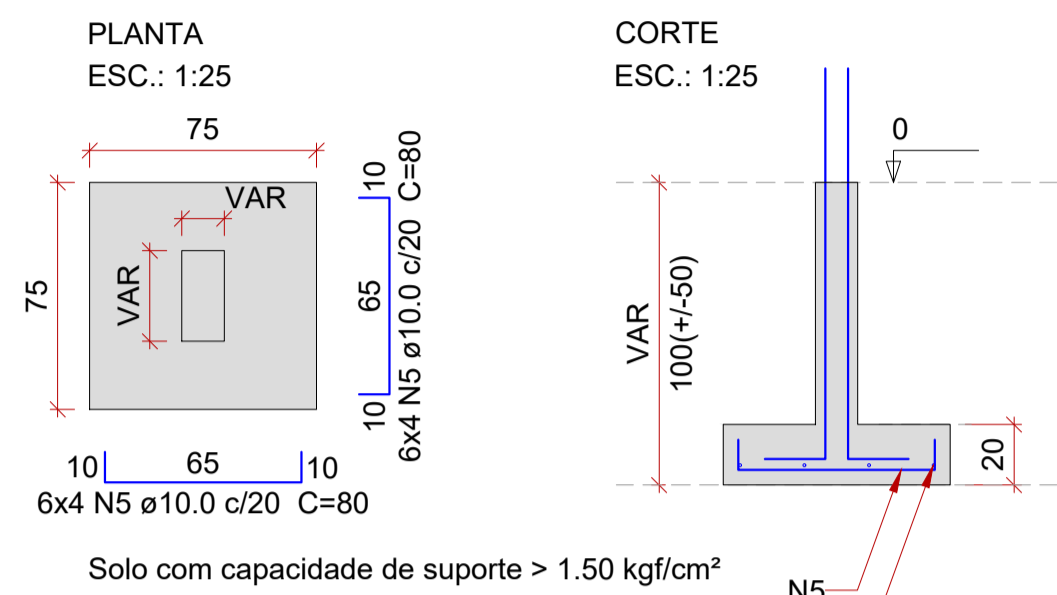 PLANTA
ESC.: 1:25
75
VAR
VAR
75
10 65 10
6x4 N5 ø10.0 c/20 C=80
10 65 10
6x4 N5 ø10.0 c/20 C=80
CORTE
ESC.: 1:25
0
VAR
100(+/-50)
20
N5
Solo com capacidade de suporte > 1.50 kgf/cm²